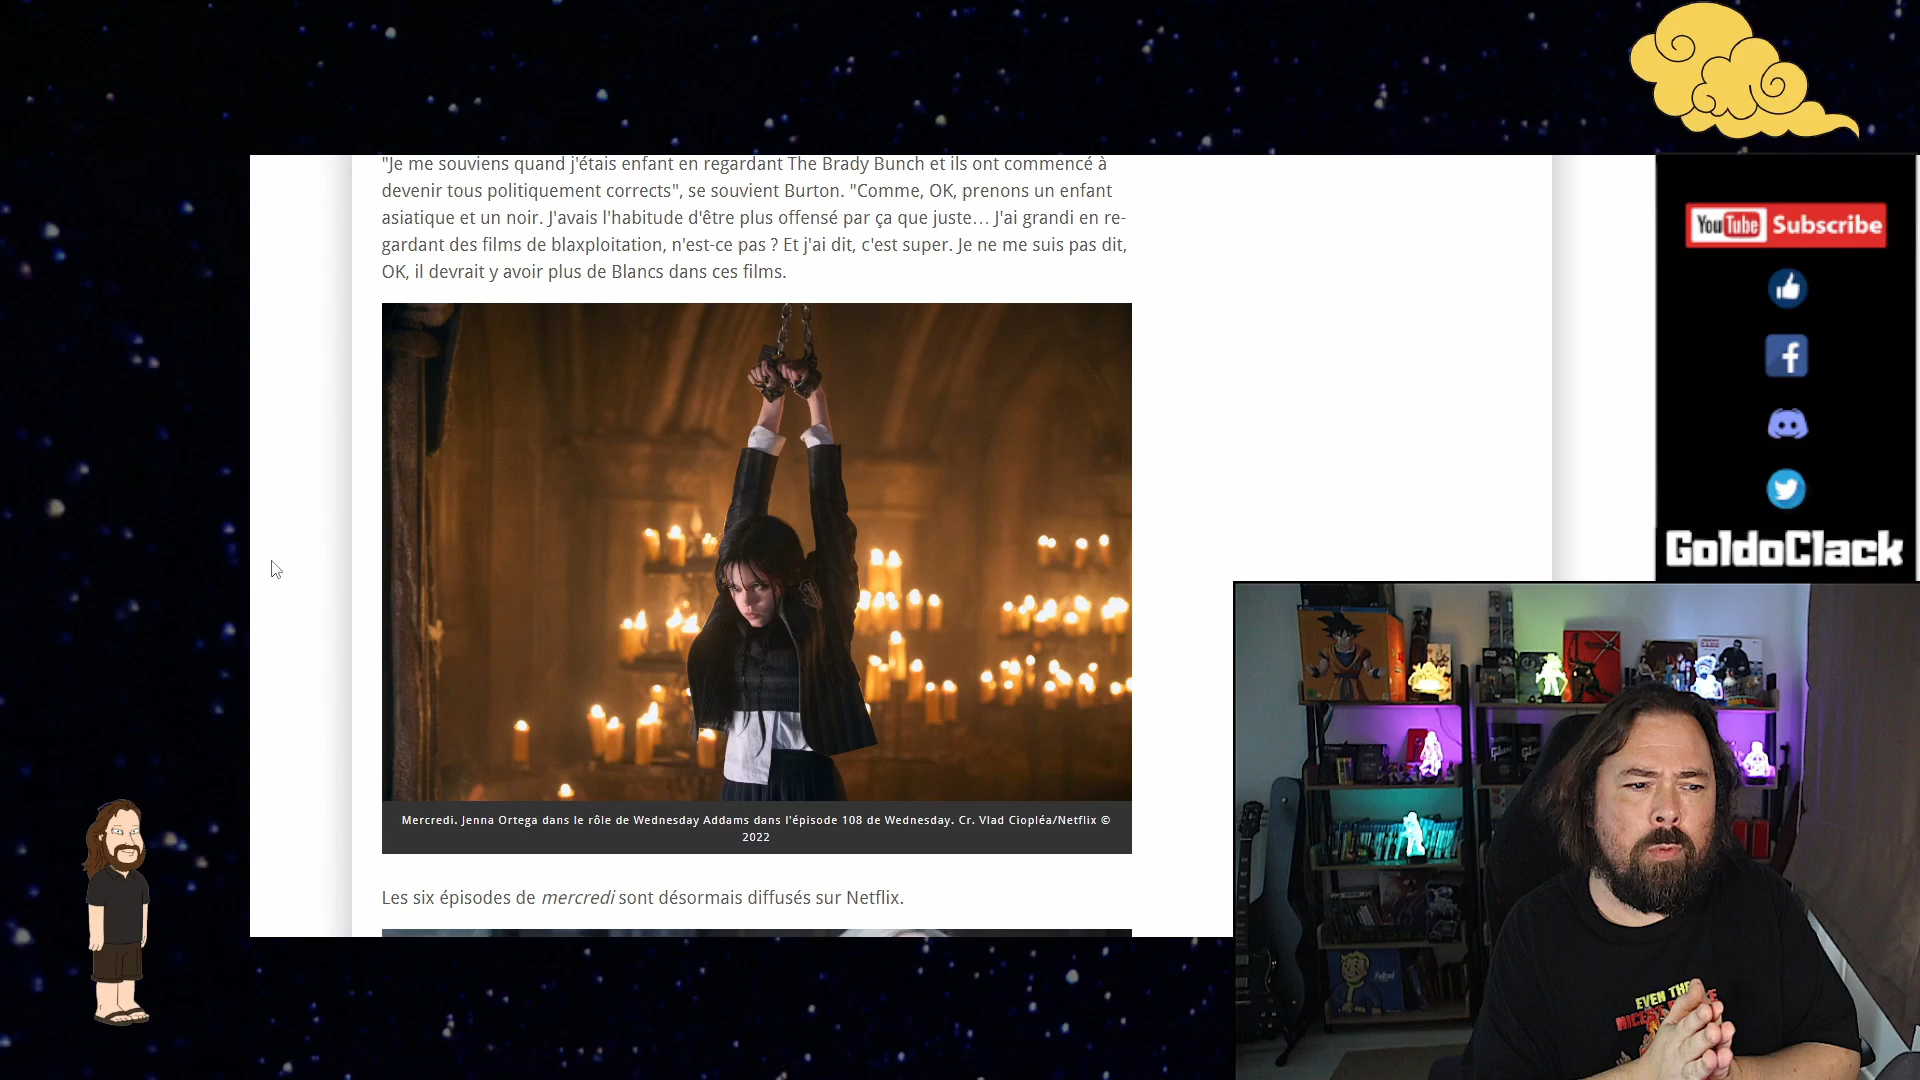 "Je me souviens quand j'étais enfant en regardant The Brady Bunch et ils ont commencé à
devenir tous politiquement corrects", se souvient Burton. "Comme, OK, prenons un enfant
asiatique et un noir. J'avais l'habitude d'être plus offensé par ça que juste… J'ai grandi en re-
gardant des films de blaxploitation, n'est-ce pas ? Et j'ai dit, c'est super. Je ne me suis pas dit,
OK, il devrait y avoir plus de Blancs dans ces films.
Mercredi. Jenna Ortega dans le rôle de Wednesday Addams dans l'épisode 108 de Wednesday. Cr. Vlad Ciopléa/Netflix ©
2022
Les six épisodes de mercredi sont désormais diffusés sur Netflix.
YouTube Subscribe
GoldoClack
EVEN THE
NICEST